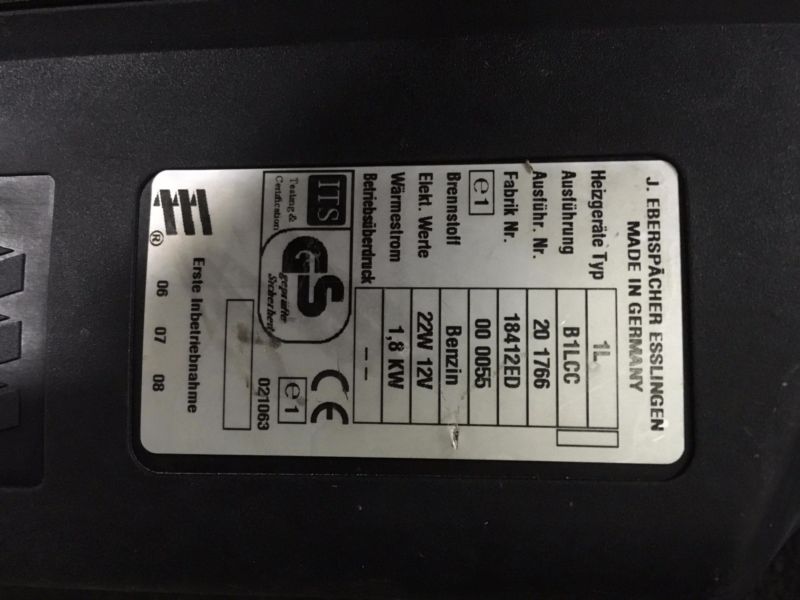 J. EBERSPÄCHER ESSLINGEN
MADE IN GERMANY
Heizgeräte Typ 1L
Ausführung B1LCC
Ausführ. Nr. 20 1766
Fabrik Nr. 18412ED
e1 00 0055
Brennstoff Benzin
Elekt. Werte 22W 12V
Wärmestrom 1,8 KW
Betriebsüberdruck – –
ITS
Testing &
Certification
GS
geprüfte
Sicherheit
CE
e1
021063
Erste Inbetriebnahme
® 06 07 08